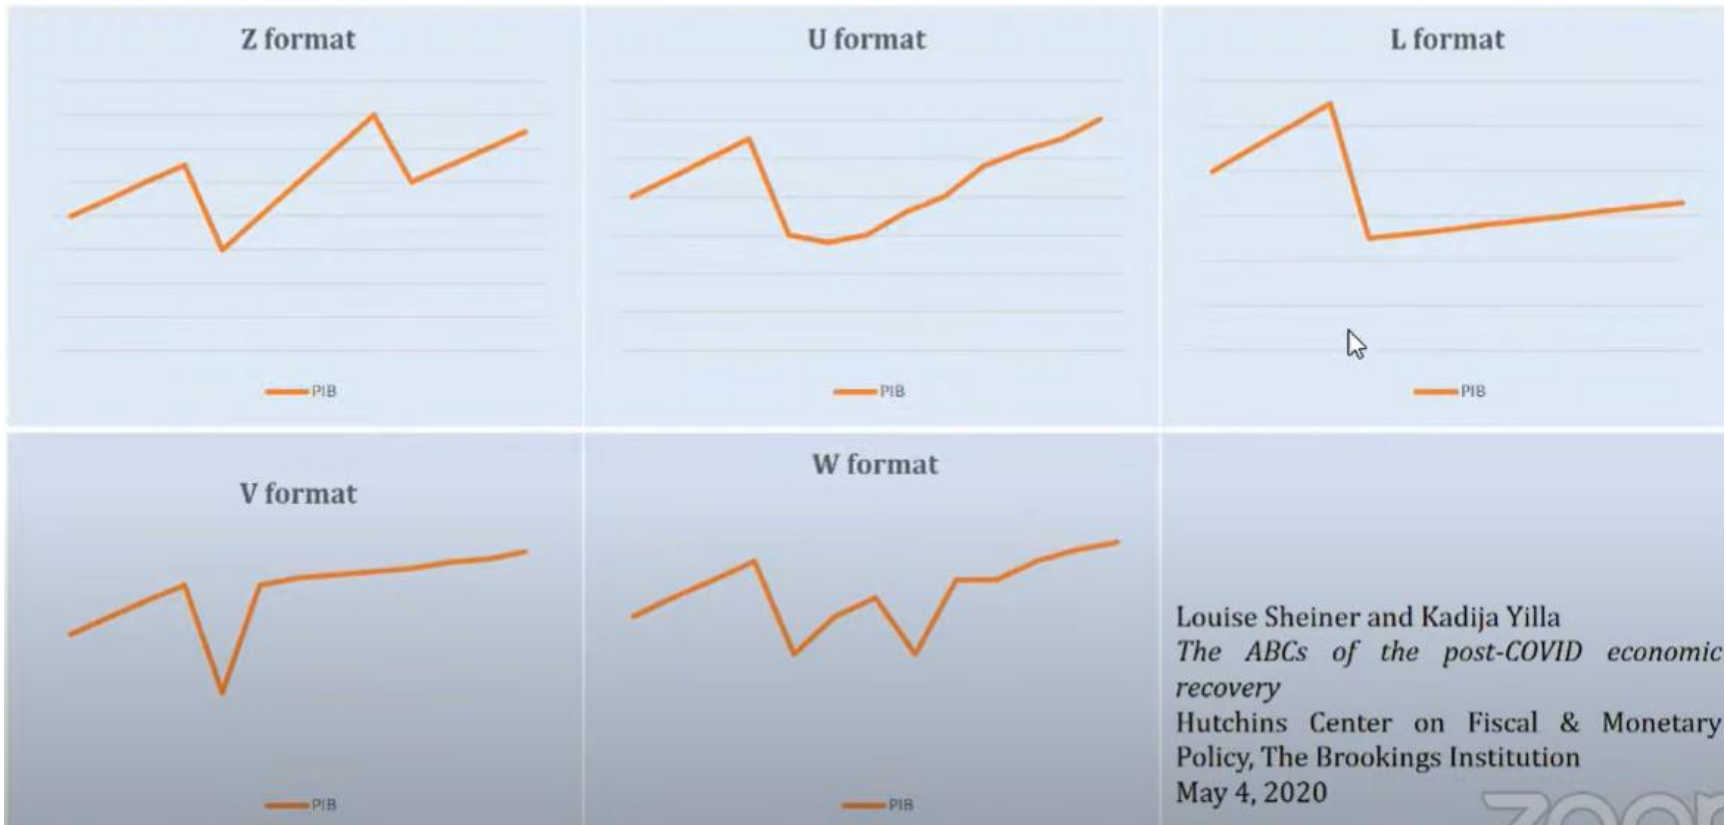 Z format
U format
L format
PIB
PIB
PIB
V format
W format
PIB
PIB
Louise Sheiner and Kadija Yilla
The ABCs of the post-COVID economic
recovery
Hutchins Center on Fiscal & Monetary
Policy, The Brookings Institution
May 4, 2020
zoom